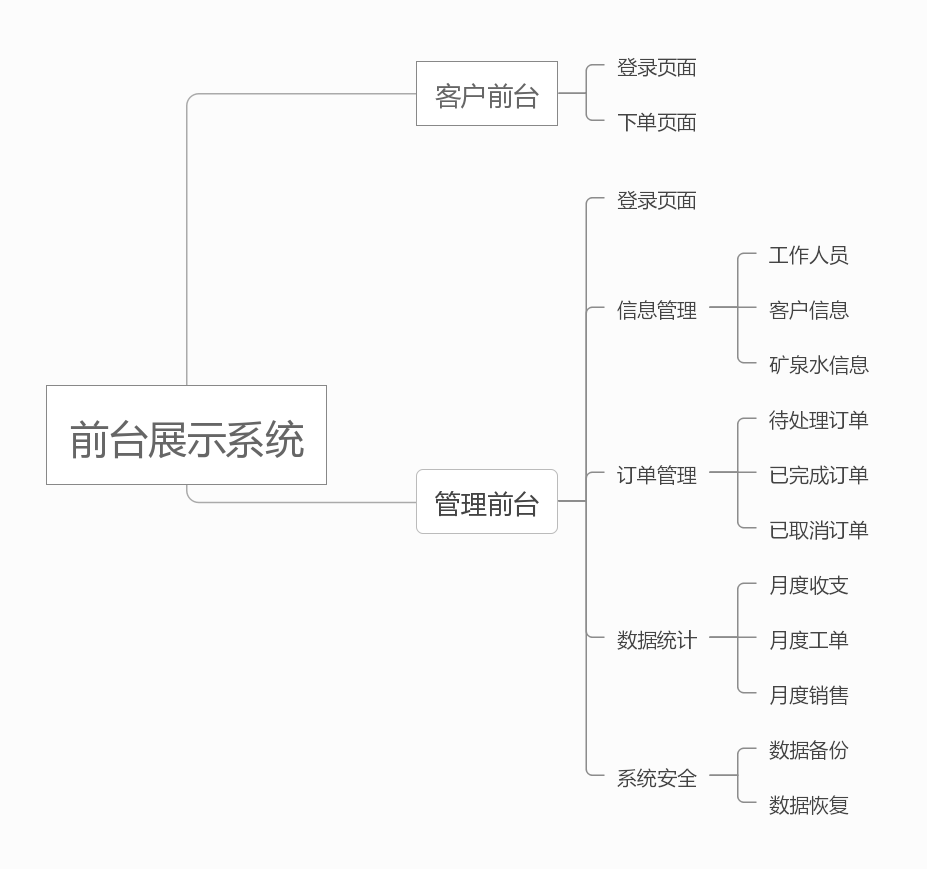 前台展示系统
客户前台
登录页面
下单页面
管理前台
登录页面
信息管理
工作人员
客户信息
矿泉水信息
订单管理
待处理订单
已完成订单
已取消订单
数据统计
月度收支
月度工单
月度销售
系统安全
数据备份
数据恢复